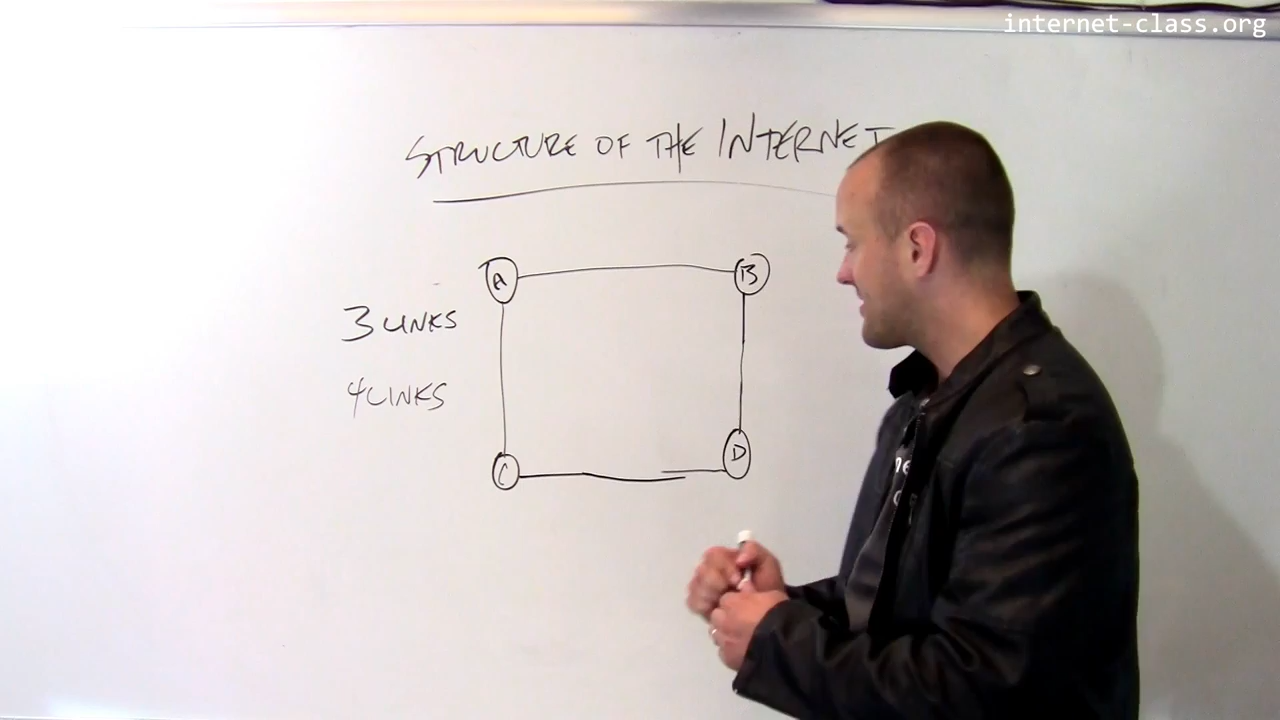 internet-class.org
STRUCTURE OF THE INTERNET
A
B
3 LINKS
4 LINKS
C
D